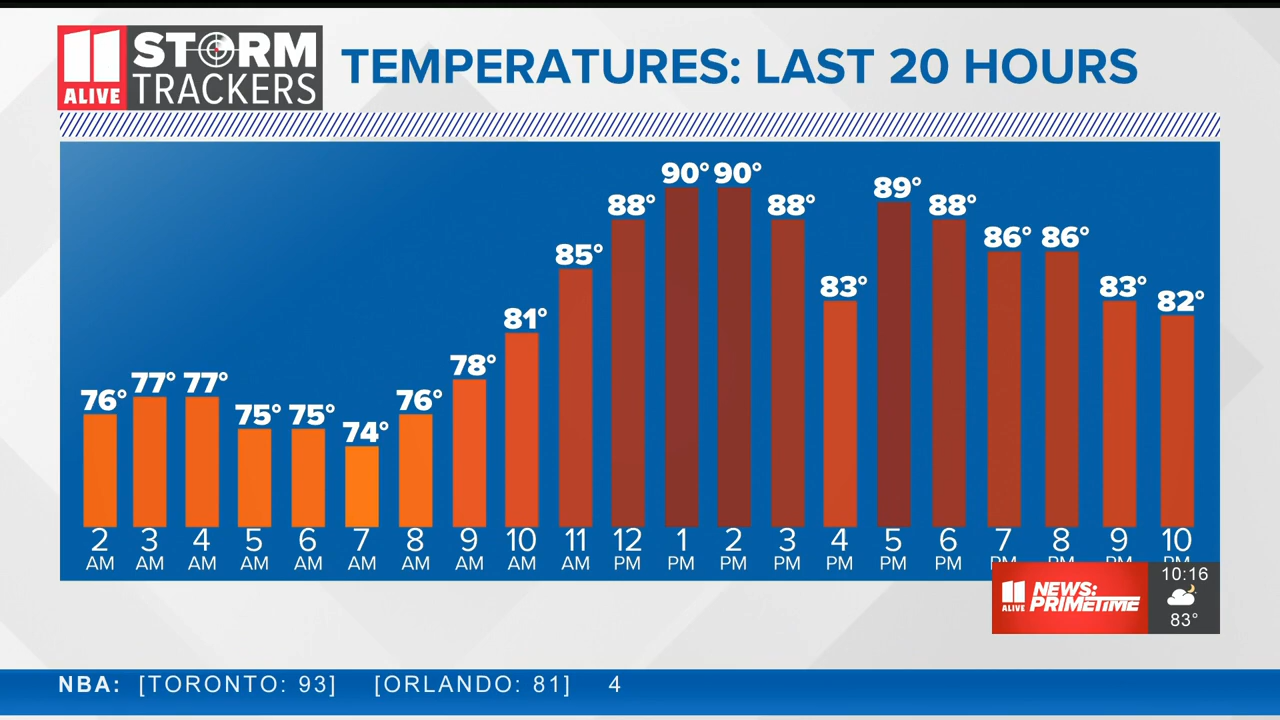 11 ALIVE STORM TRACKERS
TEMPERATURES: LAST 20 HOURS
76° 77° 77° 75° 75° 74° 76° 78° 81° 85° 88° 90° 90° 88° 83° 89° 88° 86° 86° 83° 82°
2 3 4 5 6 7 8 9 10 11 12 1 2 3 4 5 6 7 8 9 10
AM AM AM AM AM AM AM AM AM AM PM PM PM PM PM PM PM PM PM PM PM
11 ALIVE NEWS: PRIMETIME
10:16
83°
NBA: [TORONTO: 93] [ORLANDO: 81] 4